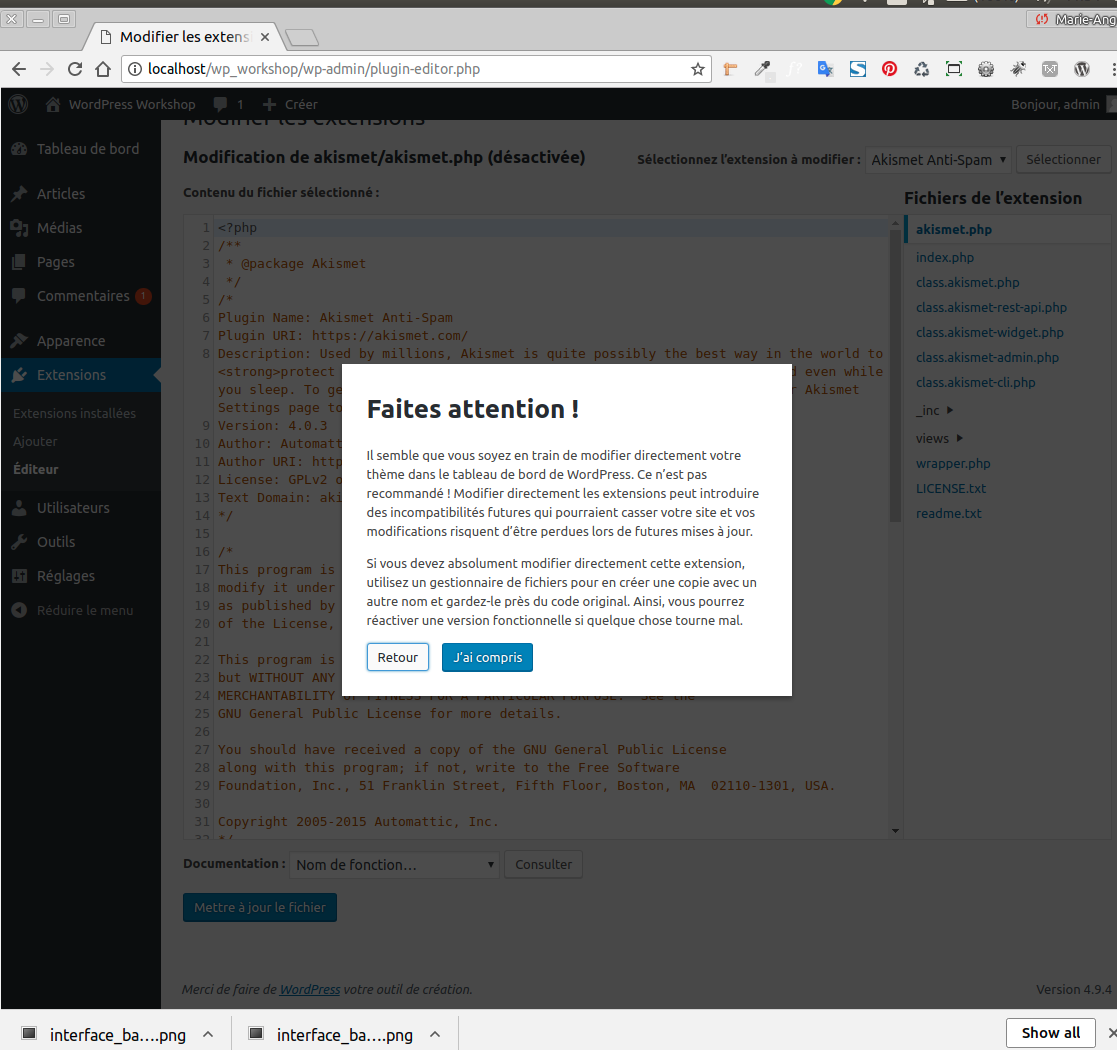 Modifier les extens
Marie-Ang
localhost/wp_workshop/wp-admin/plugin-editor.php
WordPress Workshop 1 + Créer
Bonjour, admin
Modifier les extensions
Tableau de bord
Articles
Médias
Pages
Commentaires 1
Apparence
Extensions
Extensions installées
Ajouter
Éditeur
Utilisateurs
Outils
Réglages
Réduire le menu
Modification de akismet/akismet.php (désactivée)
Sélectionnez l’extension à modifier : Akismet Anti-Spam Sélectionner
Contenu du fichier sélectionné :
1 <?php
2 /**
3 * @package Akismet
4 */
5 /*
6 Plugin Name: Akismet Anti-Spam
7 Plugin URI: https://akismet.com/
8 Description: Used by millions, Akismet is quite possibly the best way in the world to
<strong>protect d even while
you sleep. To ge r Akismet
Settings page to
9 Version: 4.0.3
10 Author: Automatt
11 Author URI: http
12 License: GPLv2 o
13 Text Domain: aki
14 */
15
16 /*
17 This program is
18 modify it under
19 as published by
20 of the License,
21
22 This program is
23 but WITHOUT ANY
24 MERCHANTABILITY or FITNESS FOR A PARTICULAR PURPOSE. See the
25 GNU General Public License for more details.
26
27 You should have received a copy of the GNU General Public License
28 along with this program; if not, write to the Free Software
29 Foundation, Inc., 51 Franklin Street, Fifth Floor, Boston, MA 02110-1301, USA.
30
31 Copyright 2005-2015 Automattic, Inc.
32 */
Fichiers de l’extension
akismet.php
index.php
class.akismet.php
class.akismet-rest-api.php
class.akismet-widget.php
class.akismet-admin.php
class.akismet-cli.php
_inc
views
wrapper.php
LICENSE.txt
readme.txt
Faites attention !
Il semble que vous soyez en train de modifier directement votre
thème dans le tableau de bord de WordPress. Ce n’est pas
recommandé ! Modifier directement les extensions peut introduire
des incompatibilités futures qui pourraient casser votre site et vos
modifications risquent d’être perdues lors de futures mises à jour.
Si vous devez absolument modifier directement cette extension,
utilisez un gestionnaire de fichiers pour en créer une copie avec un
autre nom et gardez-le près du code original. Ainsi, vous pourrez
réactiver une version fonctionnelle si quelque chose tourne mal.
Retour J’ai compris
Documentation : Nom de fonction… Consulter
Mettre à jour le fichier
Merci de faire de WordPress votre outil de création.
Version 4.9.4
interface_ba….png
interface_ba….png
Show all